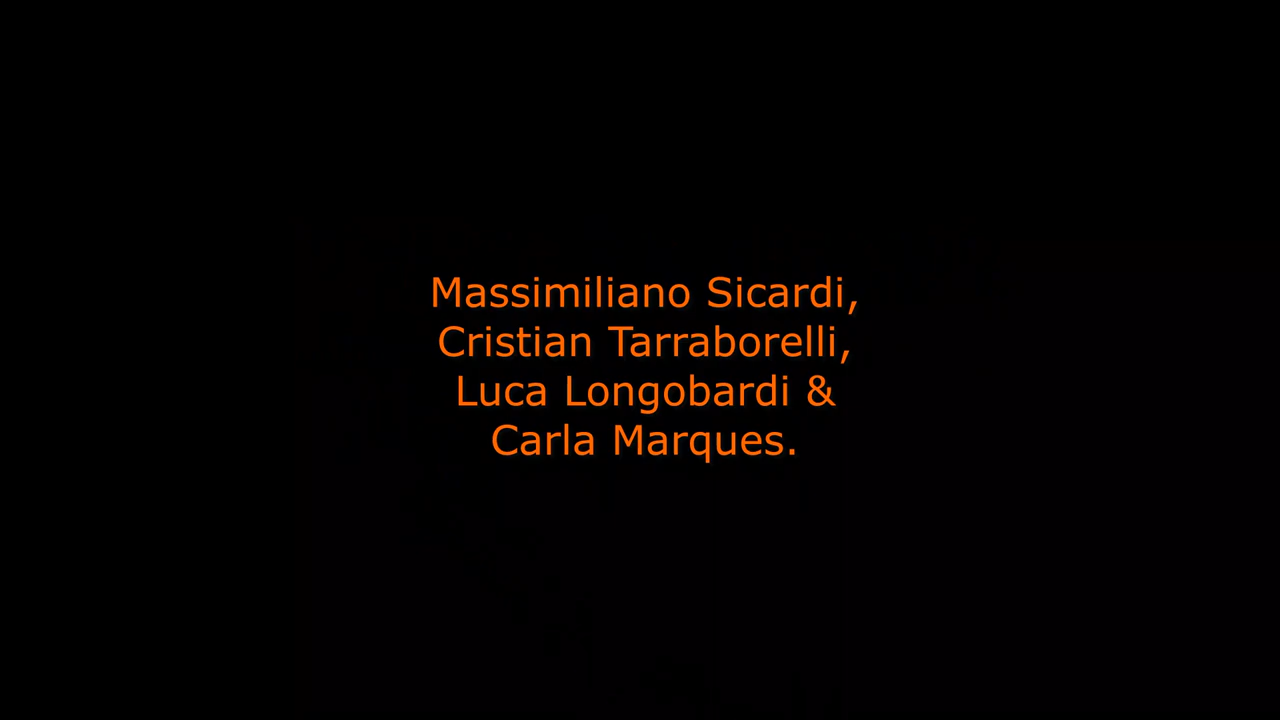 Massimiliano Sicardi,
Cristian Tarraborelli,
Luca Longobardi &
Carla Marques.